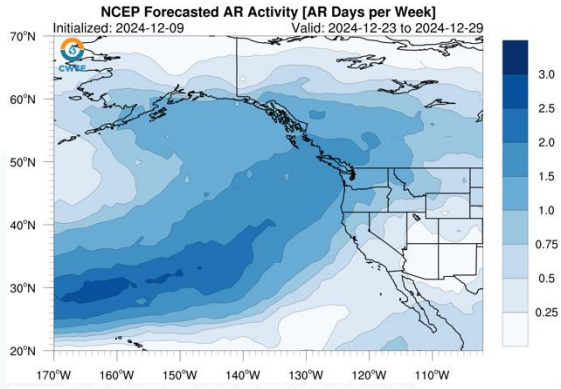 NCEP Forecasted AR Activity [AR Days per Week]
Initialized: 2024-12-09 Valid: 2024-12-23 to 2024-12-29
70°N
60°N
50°N
40°N
30°N
20°N
170°W 160°W 150°W 140°W 130°W 120°W 110°W
3.0
2.5
2.0
1.5
1.0
0.75
0.5
0.25
CW3E